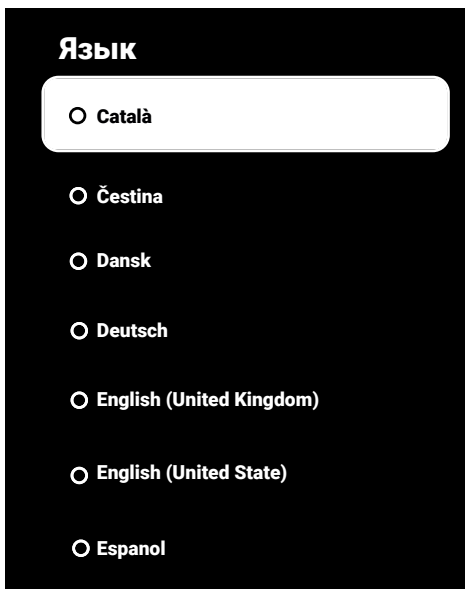 Язык
Català
Čestina
Dansk
Deutsch
English (United Kingdom)
English (United State)
Espanol